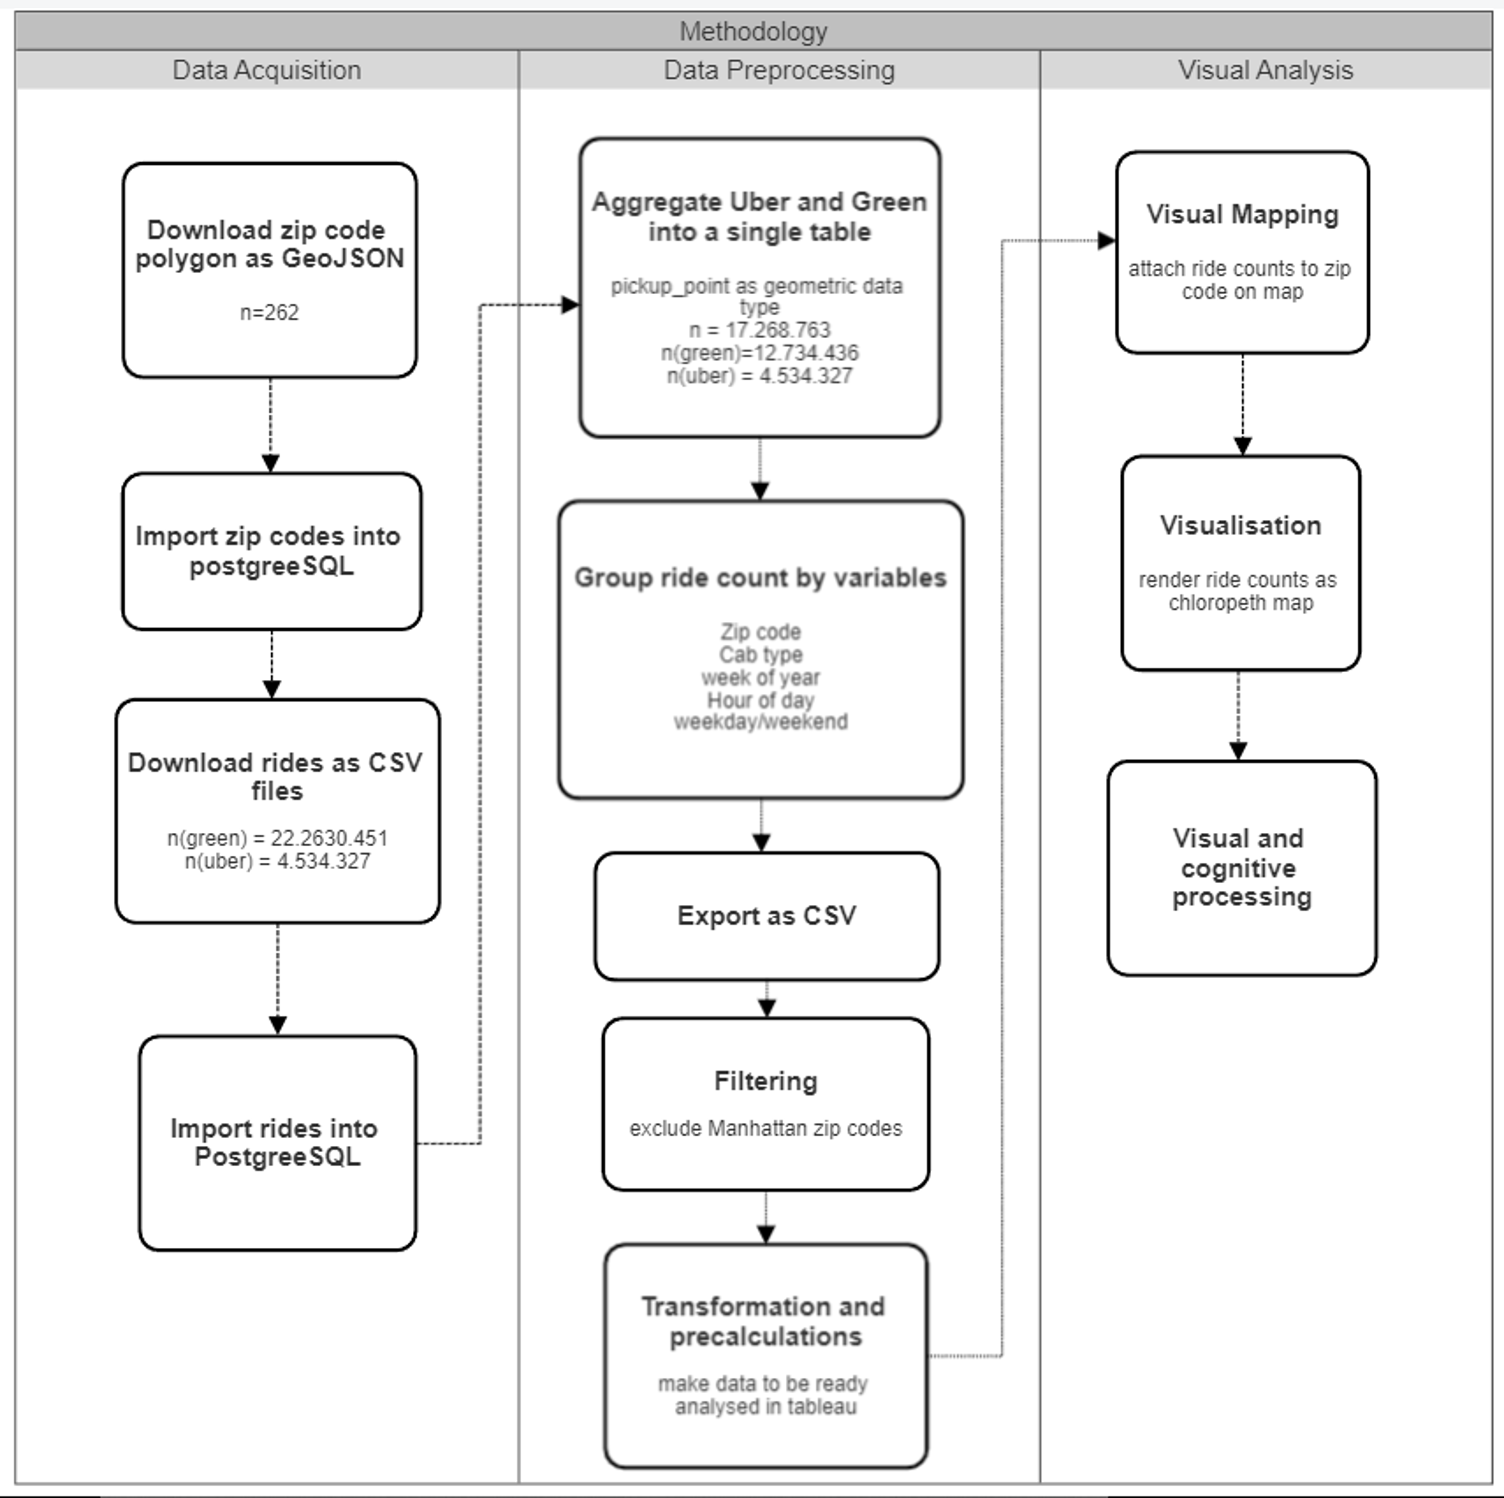 Methodology
Data Acquisition
Data Preprocessing
Visual Analysis
Download zip code
polygon as GeoJSON
n=262
Import zip codes into
postgreeSQL
Download rides as CSV
files
n(green) = 22.2630.451
n(uber) = 4.534.327
Import rides into
PostgreeSQL
Aggregate Uber and Green
into a single table
pickup_point as geometric data
type
n = 17.268.763
n(green)=12.734.436
n(uber) = 4.534.327
Group ride count by variables
Zip code
Cab type
week of year
Hour of day
weekday/weekend
Export as CSV
Filtering
exclude Manhattan zip codes
Transformation and
precalculations
make data to be ready
analysed in tableau
Visual Mapping
attach ride counts to zip
code on map
Visualisation
render ride counts as
chloropeth map
Visual and
cognitive
processing